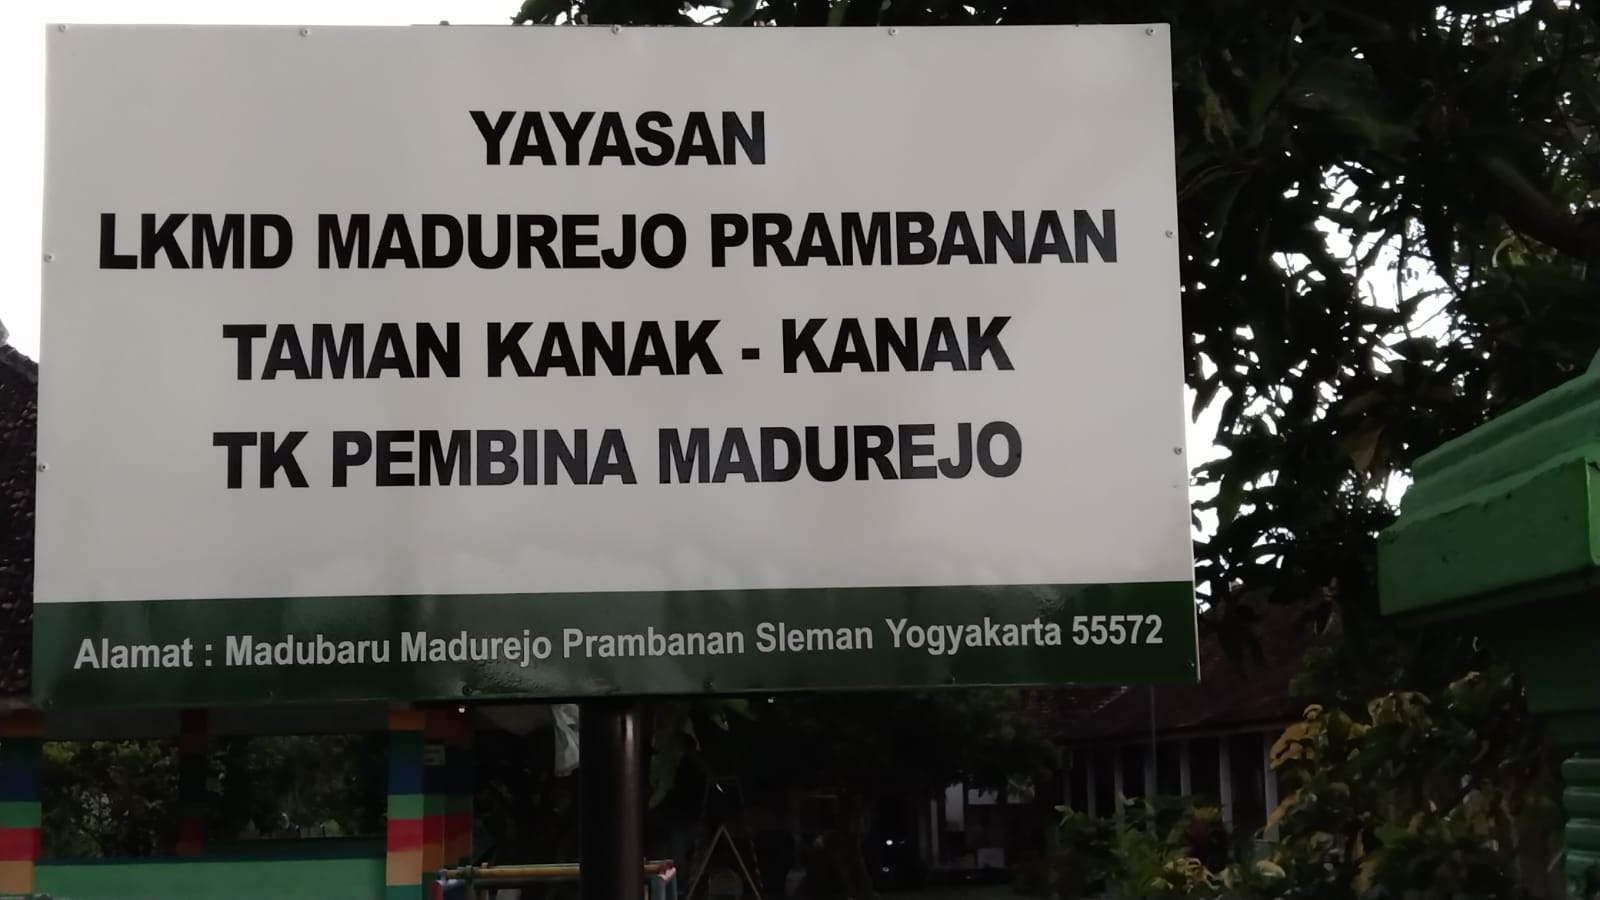 YAYASAN
LKMD MADUREJO PRAMBANAN
TAMAN KANAK - KANAK
TK PEMBINA MADUREJO
Alamat : Madubaru Madurejo Prambanan Sleman Yogyakarta 55572